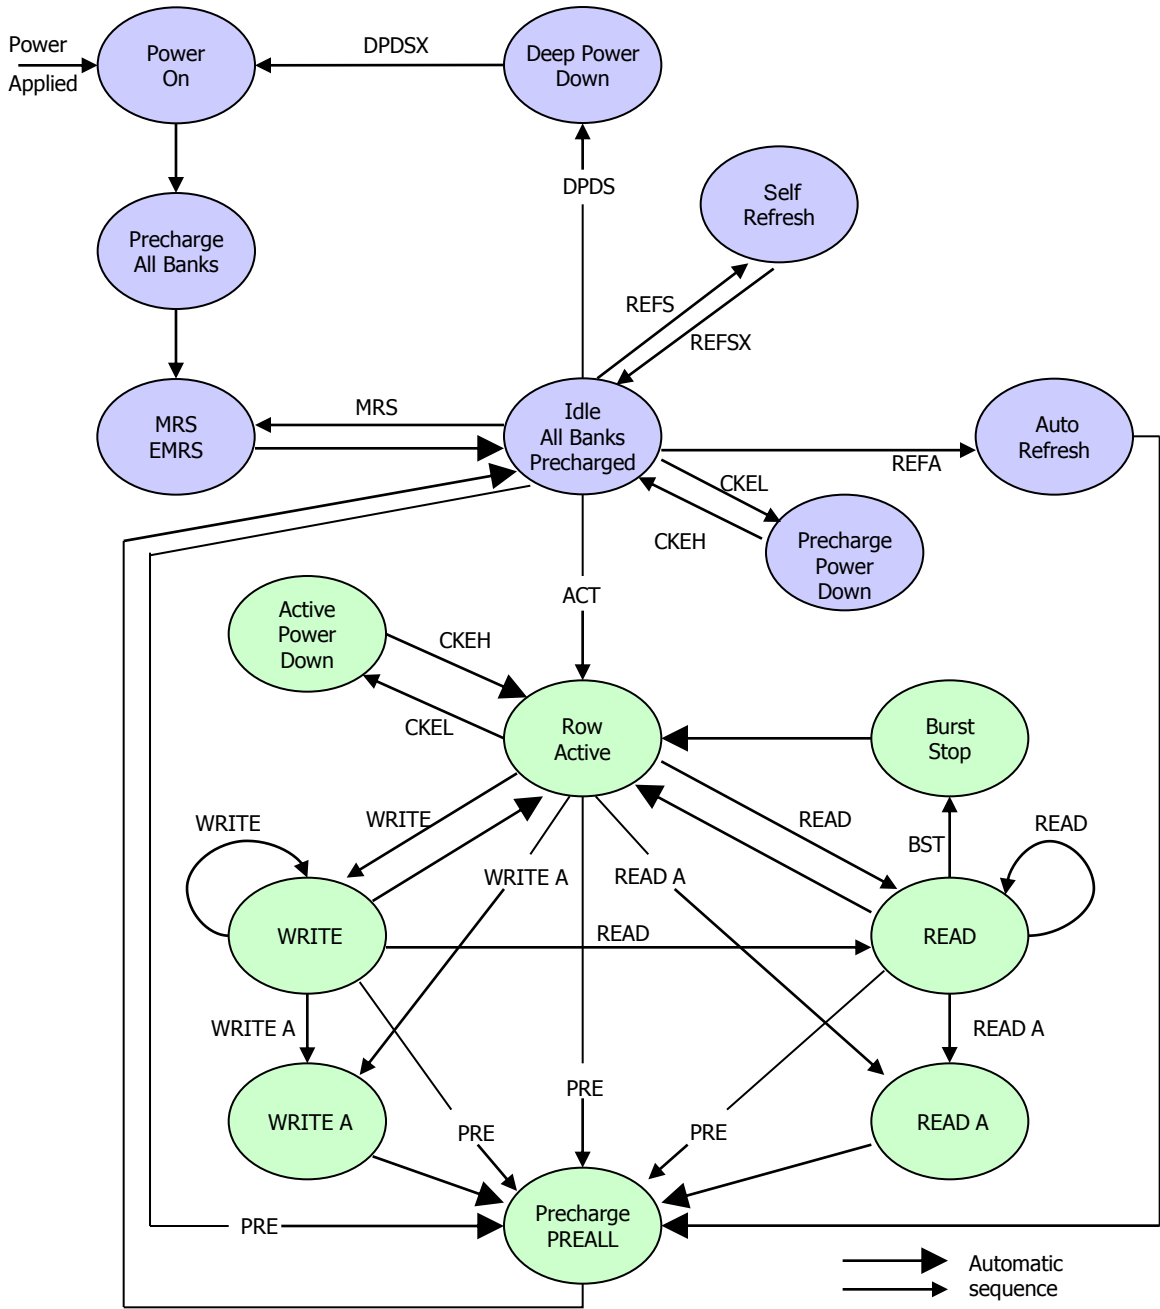 Power
Applied
Power
On
DPDSX
Deep Power
Down
DPDS
Self
Refresh
Precharge
All Banks
REFS
REFSX
MRS
EMRS
MRS
Idle
All Banks
Precharged
Auto
Refresh
REFA
CKEL
CKEH
Precharge
Power
Down
ACT
Active
Power
Down
CKEH
CKEL
Row
Active
Burst
Stop
WRITE
WRITE
READ
BST
READ
WRITE A
READ A
WRITE
READ
READ
WRITE A
READ A
PRE
WRITE A
PRE
PRE
READ A
PRE
Precharge
PREALL
Automatic
sequence